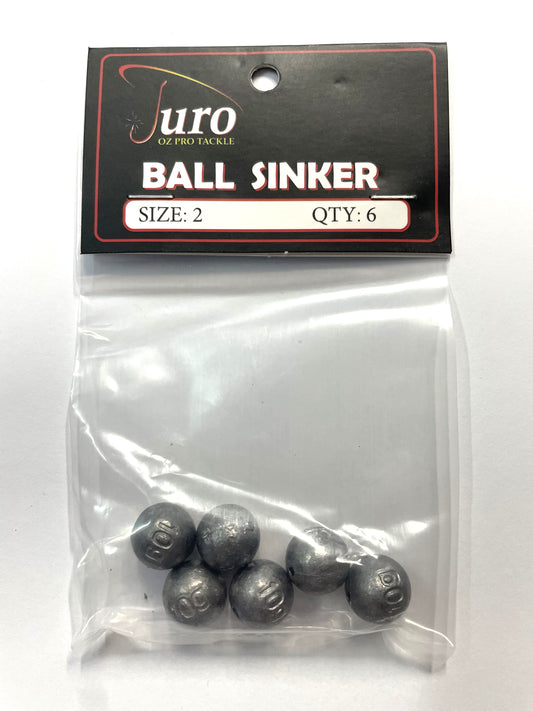 Juro
OZ PRO TACKLE
BALL SINKER
SIZE: 2 QTY: 6